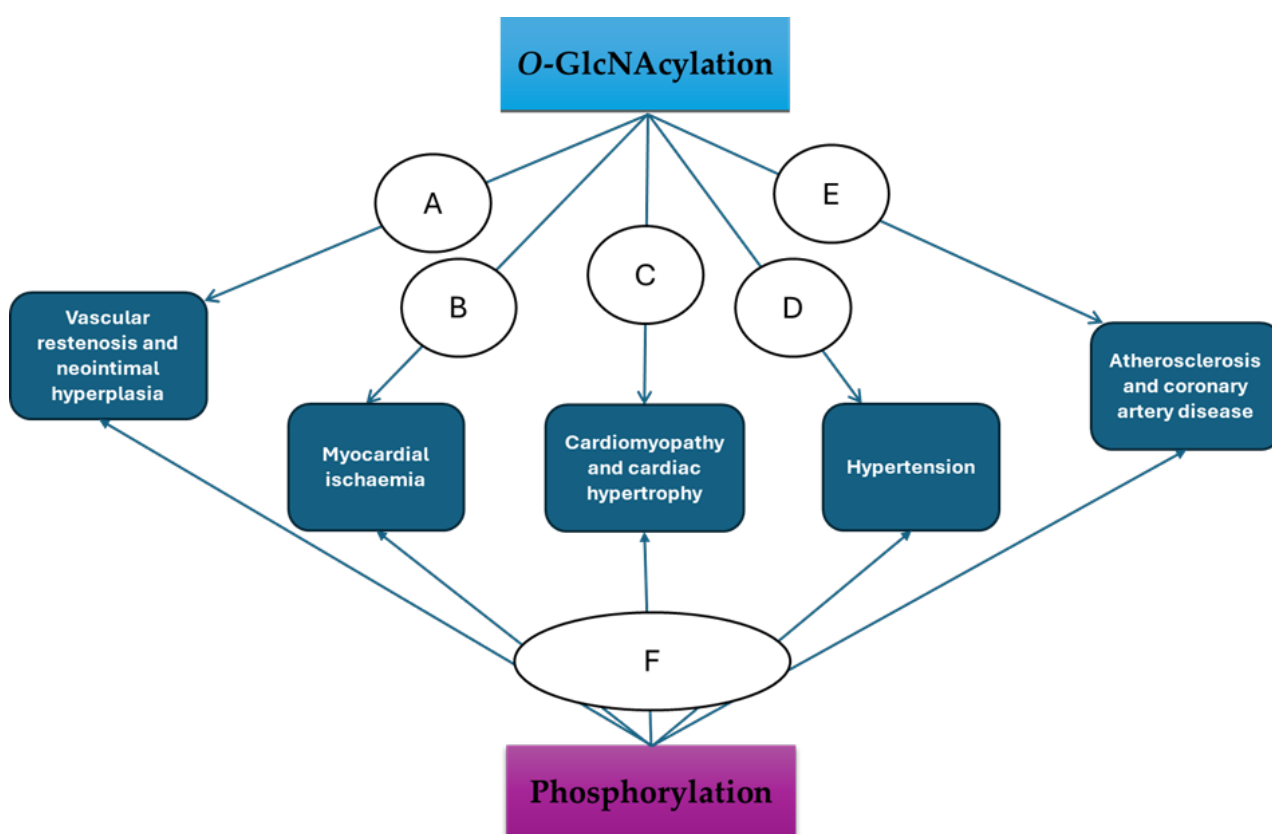 O-GlcNAcylation
A
E
B
C
D
Vascular
restenosis and
neointimal
hyperplasia
Myocardial
ischaemia
Cardiomyopathy
and cardiac
hypertrophy
Hypertension
Atherosclerosis
and coronary
artery disease
F
Phosphorylation